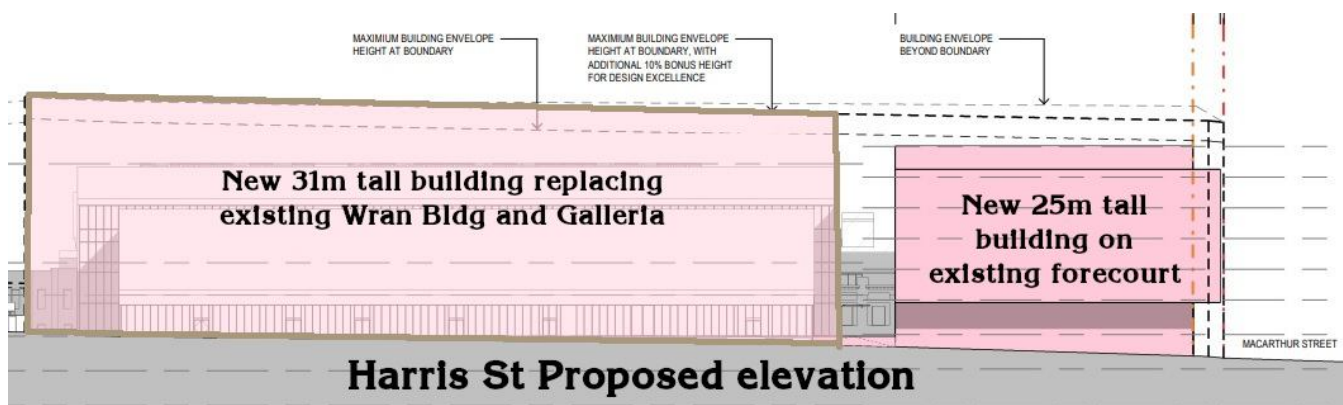 MAXIMIUM BUILDING ENVELOPE
HEIGHT AT BOUNDARY
MAXIMIUM BUILDING ENVELOPE
HEIGHT AT BOUNDARY, WITH
ADDITIONAL 10% BONUS HEIGHT
FOR DESIGN EXCELLENCE
BUILDING ENVELOPE
BEYOND BOUNDARY
New 31m tall building replacing
existing Wran Bldg and Galleria
New 25m tall
building on
existing forecourt
MACARTHUR STREET
Harris St Proposed elevation